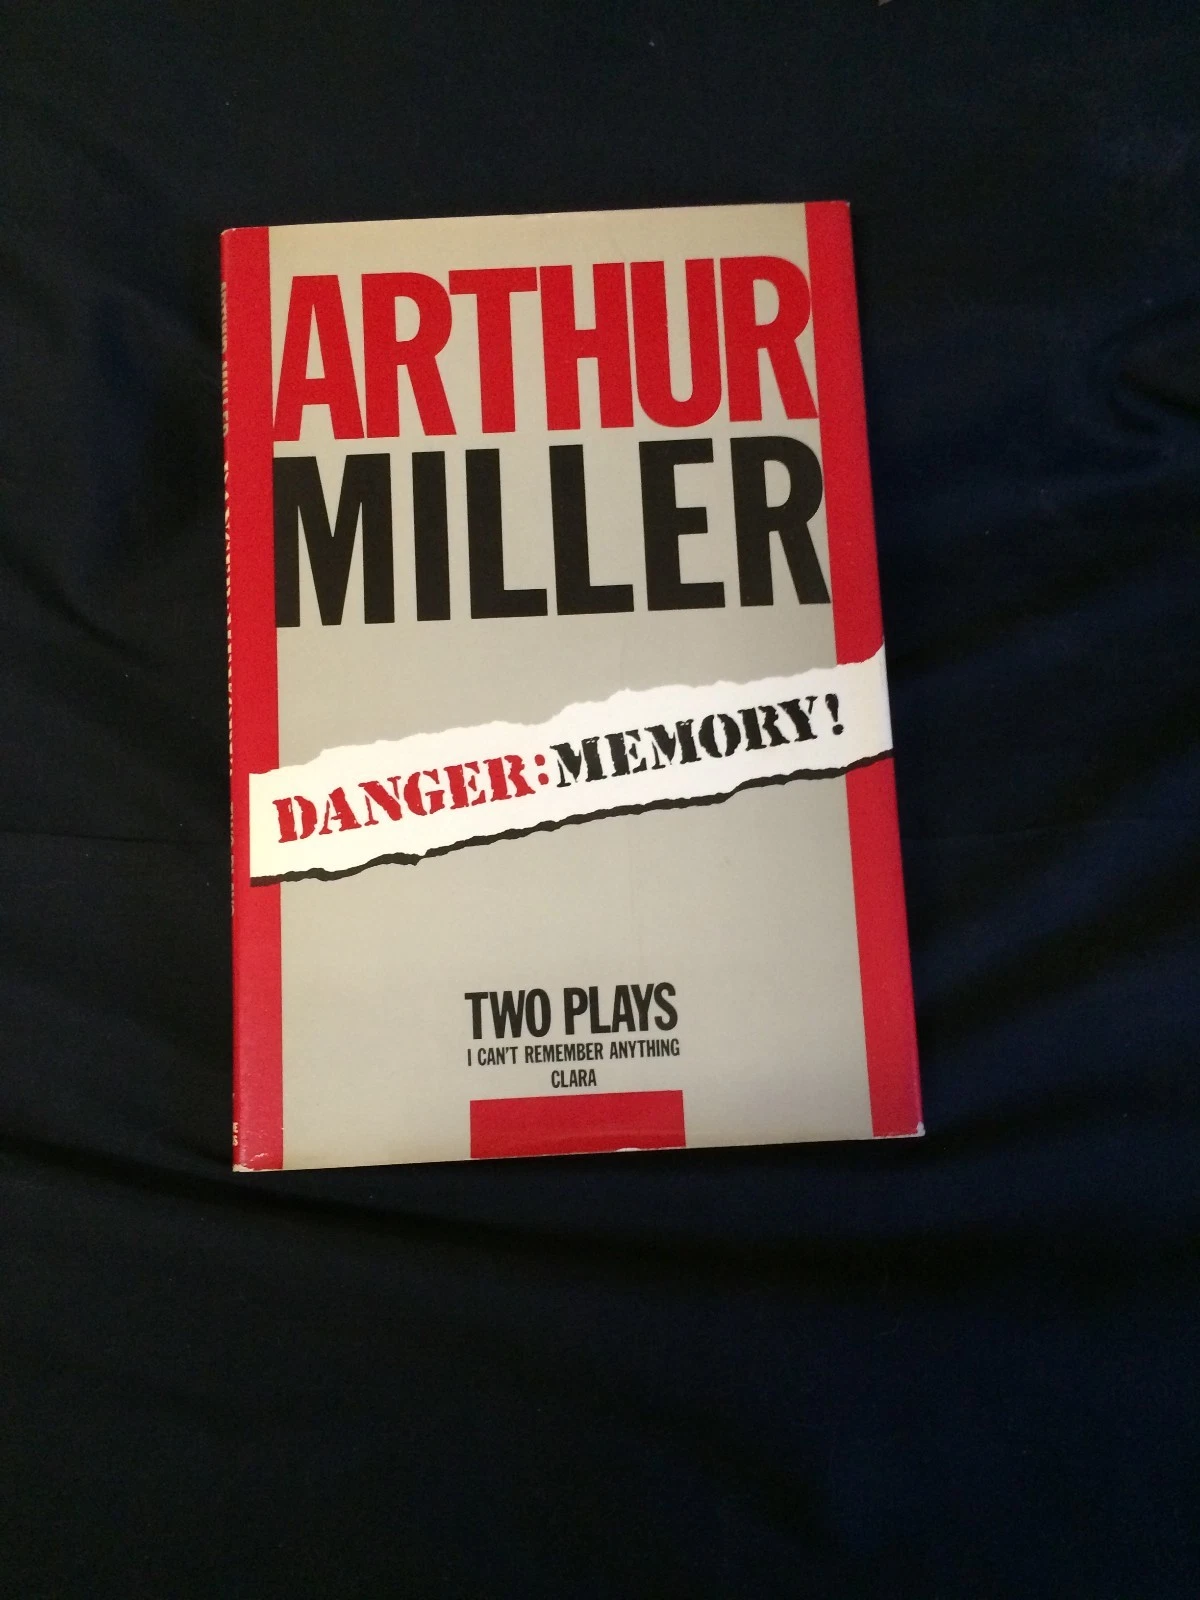 ARTHUR
MILLER
DANGER:MEMORY!
TWO PLAYS
I CAN'T REMEMBER ANYTHING
CLARA